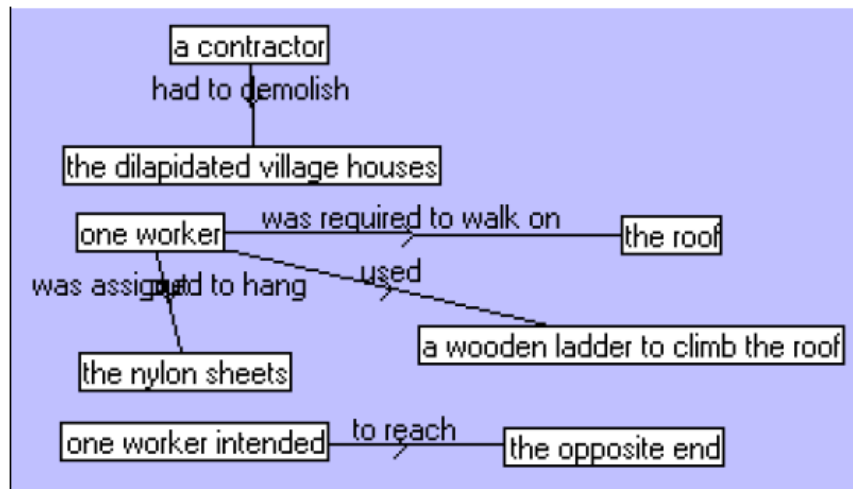 a contractor
had to demolish
the dilapidated village houses
was required to walk on
one worker
the roof
used
was assigned to hang
put
a wooden ladder to climb the roof
the nylon sheets
to reach
one worker intended
the opposite end